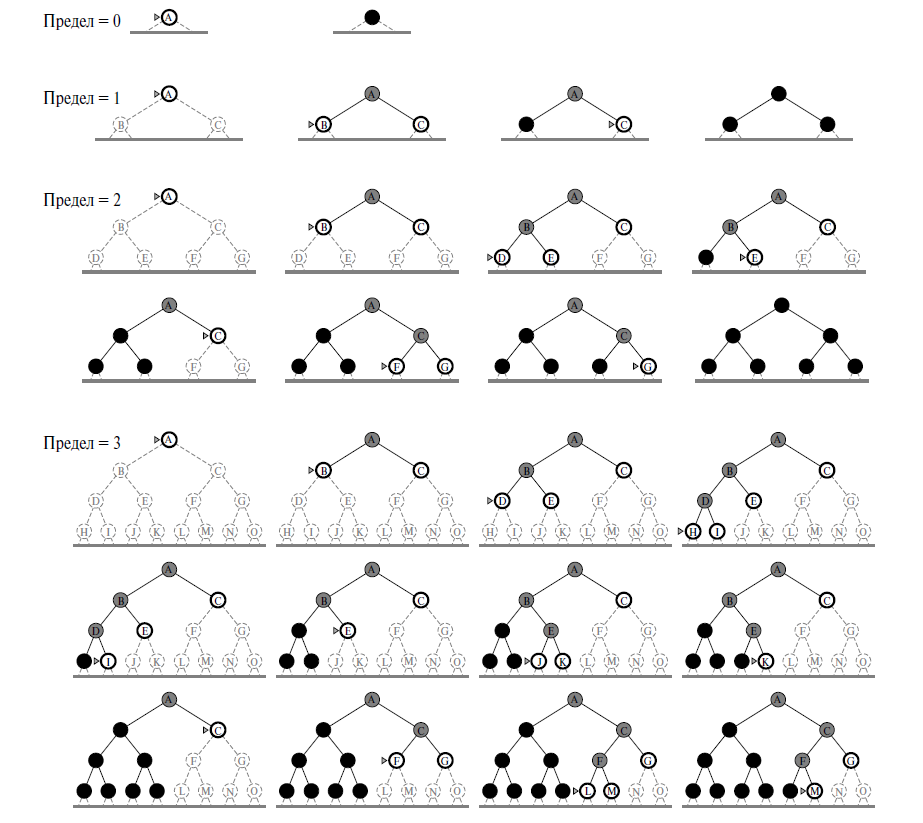 Предел = 0 A
Предел = 1 A A A
B C B C C
Предел = 2 A A A A
B C B C B C B C
D E F G D E F G D E F G E F G
A A A
C C C
F G F G G
Предел = 3 A A A A
B C B C B C B C
D E F G D E F G D E F G D E F G
H I J K L M N O H I J K L M N O H I J K L M N O H I J K L M N O
A A A A
B C B C B C B C
D E F G E F G E F G E F G
I J K L M N O J K L M N O J K L M N O K L M N O
A A A A
C C C C
F G F G F G F G
L M N O L M N O L M N O M N O